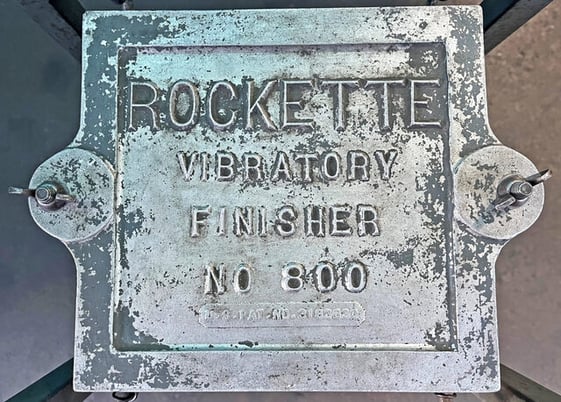 ROCKETTE
VIBRATORY
FINISHER
NO 800
PAT. NO.